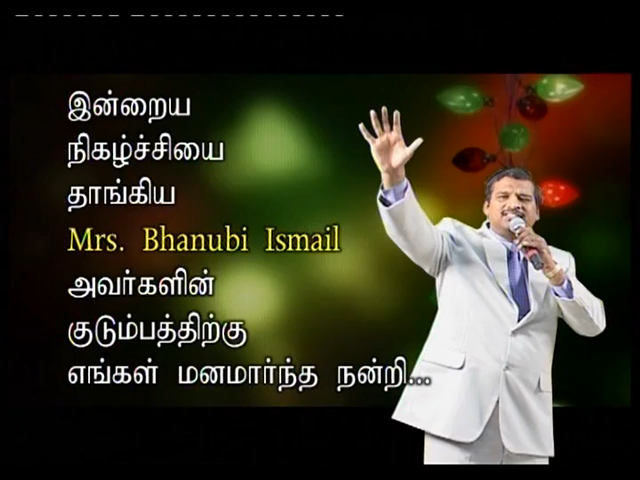 இன்றைய
நிகழ்ச்சியை
தாங்கிய
Mrs. Bhanubi Ismail
அவர்களின்
குடும்பத்திற்கு
எங்கள் மனமார்ந்த நன்றி...